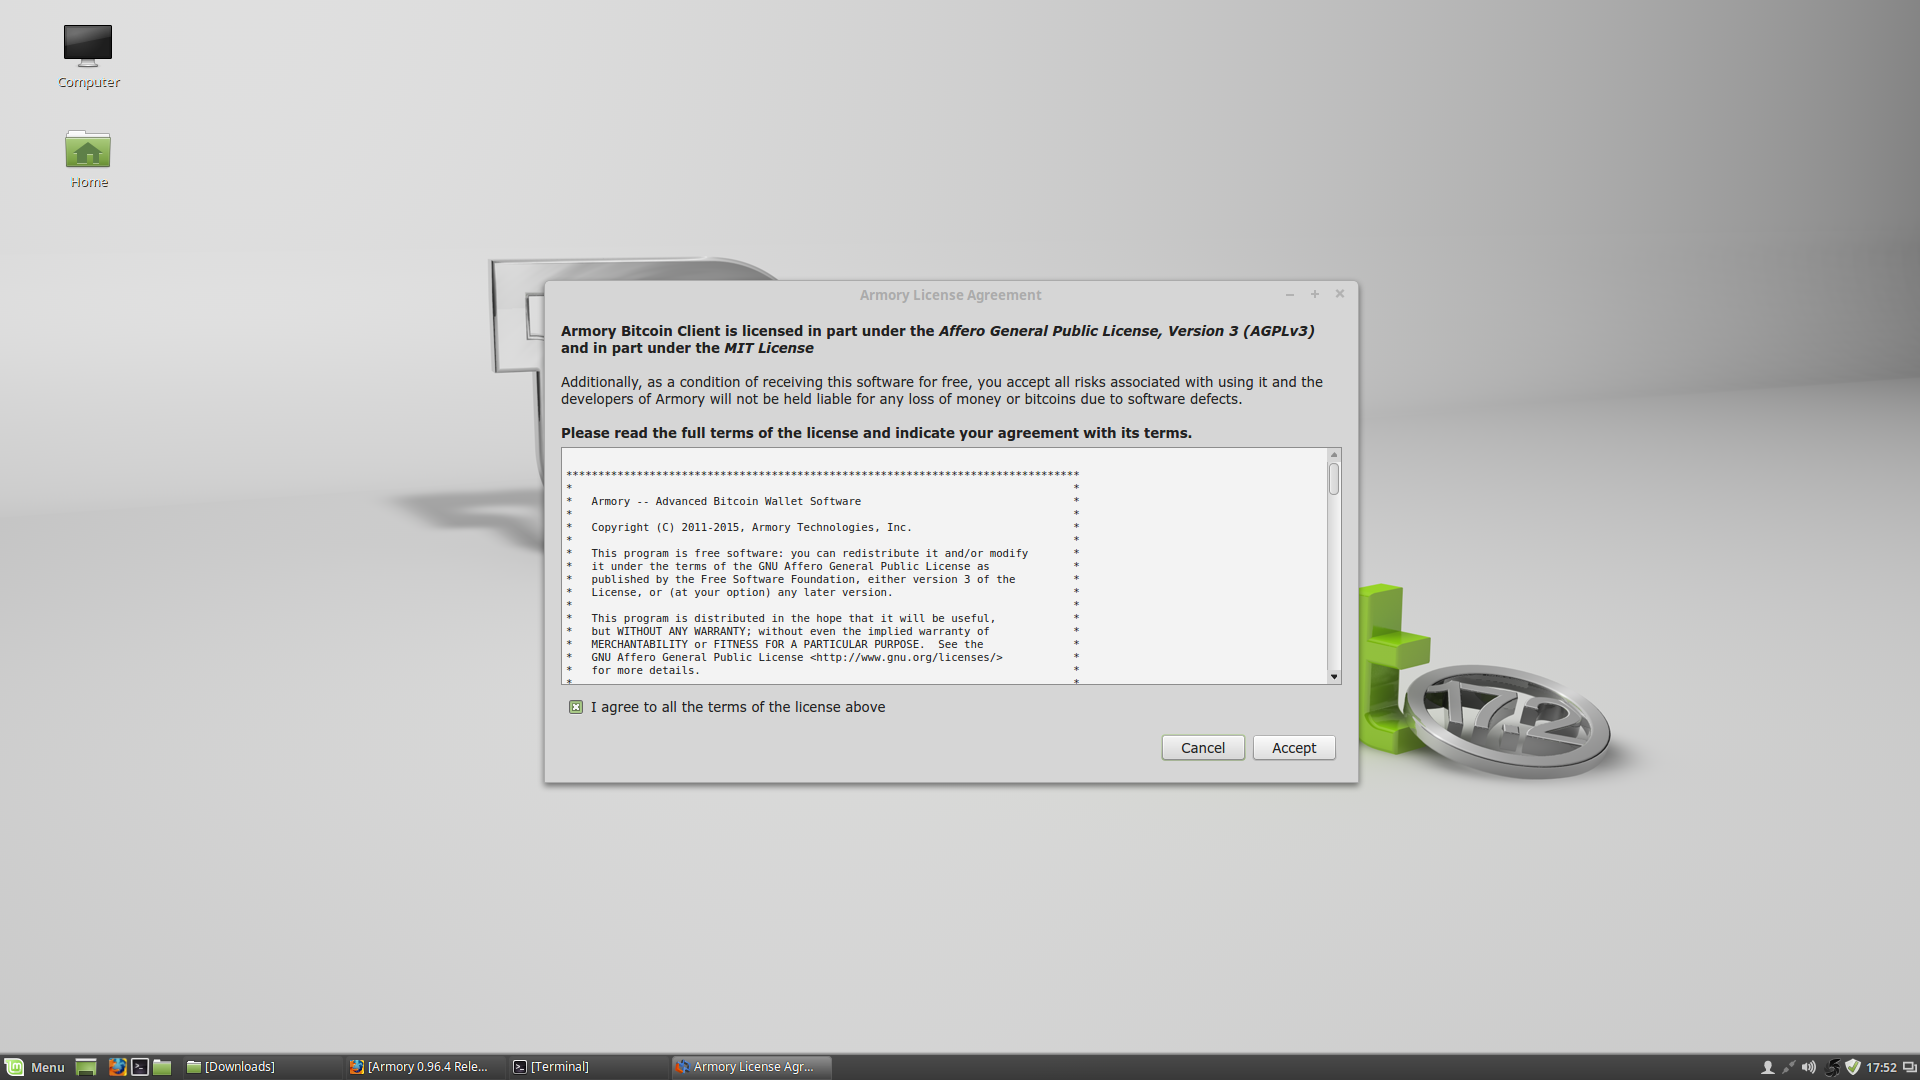 Computer
Home
Armory License Agreement
Armory Bitcoin Client is licensed in part under the Affero General Public License, Version 3 (AGPLv3)
and in part under the MIT License
Additionally, as a condition of receiving this software for free, you accept all risks associated with using it and the
developers of Armory will not be held liable for any loss of money or bitcoins due to software defects.
Please read the full terms of the license and indicate your agreement with its terms.
********************************************************************************
* *
* Armory -- Advanced Bitcoin Wallet Software *
* *
* Copyright (C) 2011-2015, Armory Technologies, Inc. *
* *
* This program is free software: you can redistribute it and/or modify *
* it under the terms of the GNU Affero General Public License as *
* published by the Free Software Foundation, either version 3 of the *
* License, or (at your option) any later version. *
* *
* This program is distributed in the hope that it will be useful, *
* but WITHOUT ANY WARRANTY; without even the implied warranty of *
* MERCHANTABILITY or FITNESS FOR A PARTICULAR PURPOSE. See the *
* GNU Affero General Public License <http://www.gnu.org/licenses/> *
* for more details. *
* *
I agree to all the terms of the license above
Cancel Accept
17.2
Menu [Downloads] [Armory 0.96.4 Rele... [Terminal] Armory License Agr... 17:52